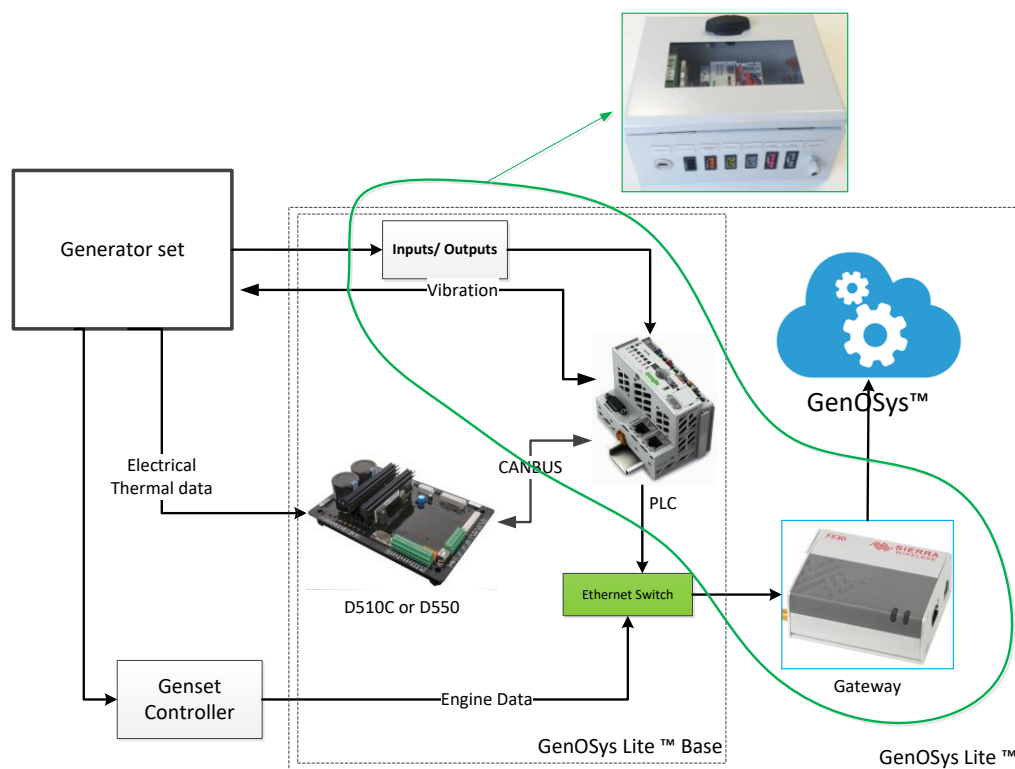 Generator set
Inputs/ Outputs
Vibration
GenOSys™
Electrical
Thermal data
CANBUS
PLC
FX30
SIERRA
WIRELESS
Ethernet Switch
D510C or D550
Gateway
Genset
Controller
Engine Data
GenOSys Lite ™ Base
GenOSys Lite ™